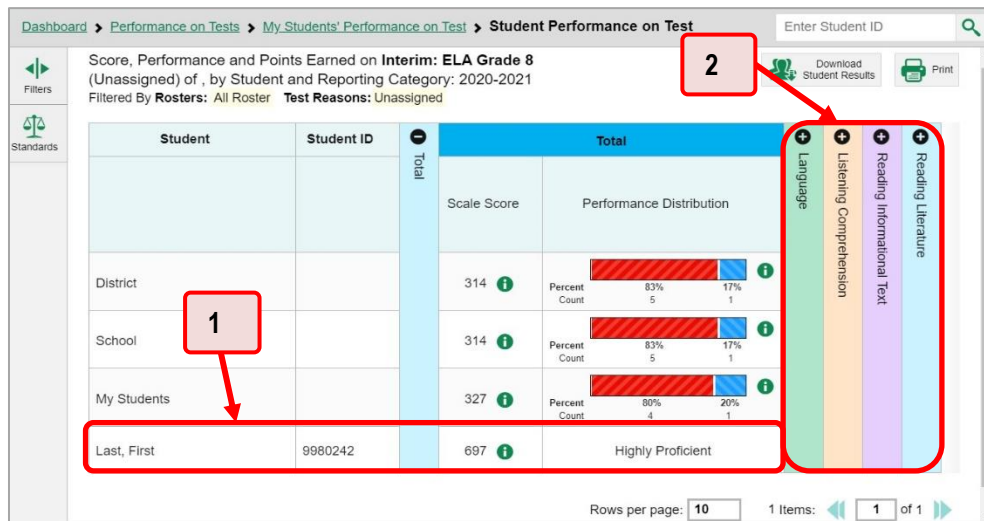 Dashboard > Performance on Tests > My Students' Performance on Test > Student Performance on Test
Enter Student ID
Filters
Standards
Score, Performance and Points Earned on Interim: ELA Grade 8
(Unassigned) of , by Student and Reporting Category: 2020-2021
Filtered By Rosters: All Roster Test Reasons: Unassigned
2
Download
Student Results
Print
Student
Student ID
Total
Total
Scale Score
Performance Distribution
Language
Listening Comprehension
Reading Informational Text
Reading Literature
District
314
Percent 83% 17%
Count 5 1
1
School
314
Percent 83% 17%
Count 5 1
My Students
327
Percent 80% 20%
Count 4 1
Last, First 9980242 697 Highly Proficient
Rows per page: 10 1 Items: 1 of 1